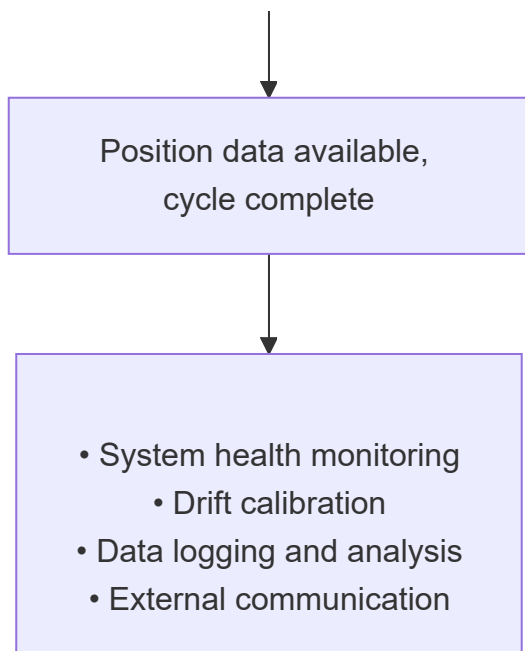 Position data available,
cycle complete
• System health monitoring
• Drift calibration
• Data logging and analysis
• External communication